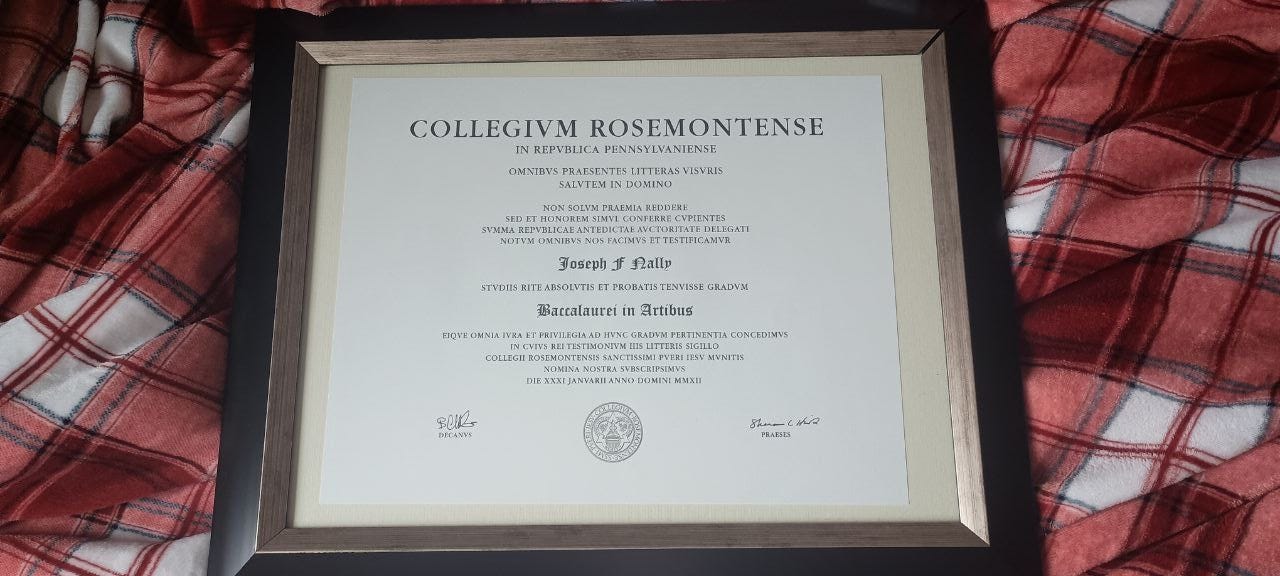 COLLEGIVM ROSEMONTENSE
IN REPVBLICA PENNSYLVANIENSE
OMNIBVS PRAESENTES LITTERAS VISVRIS
SALVTEM IN DOMINO
NON SOLVM PRAEMIA REDDERE
SED ET HONOREM SIMVL CONFERRE CVPIENTES
SVMMA REPVBLICAE ANTEDICTAE AVCTORITATE DELEGATI
NOTVM OMNIBVS NOS FACIMVS ET TESTIFICAMVR
Joseph F Nally
STVDIIS RITE ABSOLVTIS ET PROBATIS TENVISSE GRADVM
Baccalaurei in Artibus
EIQVE OMNIA IVRA ET PRIVILEGIA AD HVNC GRADVM PERTINENTIA CONCEDIMVS
IN CVIVS REI TESTIMONIVM HIS LITTERIS SIGILLO
COLLEGII ROSEMONTENSIS SANCTISSIMI PVERI IESV MVNITIS
NOMINA NOSTRA SVBSCRIPSIMVS
DIE XXXI JANVARII ANNO DOMINI MMXII
DECANVS
PRAESES